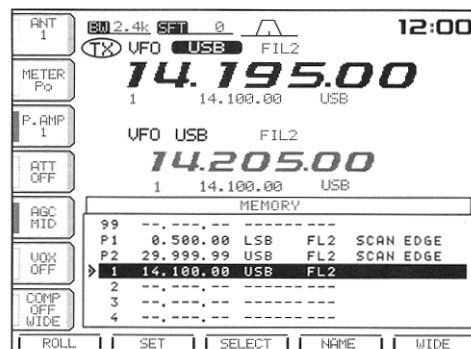 ANT
1
BW 2.4k SFT 0
12:00
TX VFO USB FIL2
14.195.00
1 14.100.00 USB
METER
Po
P.AMP
1
VFO USB FIL2
14.205.00
1 14.100.00 USB
ATT
OFF
AGC
MID
VOX
OFF
COMP
OFF
WIDE
MEMORY
99 --.---.-- --- ------
P1 0.500.00 LSB FL2 SCAN EDGE
P2 29.999.99 USB FL2 SCAN EDGE
1 14.100.00 USB FL2
2 --.---.-- --- ------
3 --.---.-- --- ------
4 --.---.-- --- ------
ROLL SET SELECT NAME WIDE